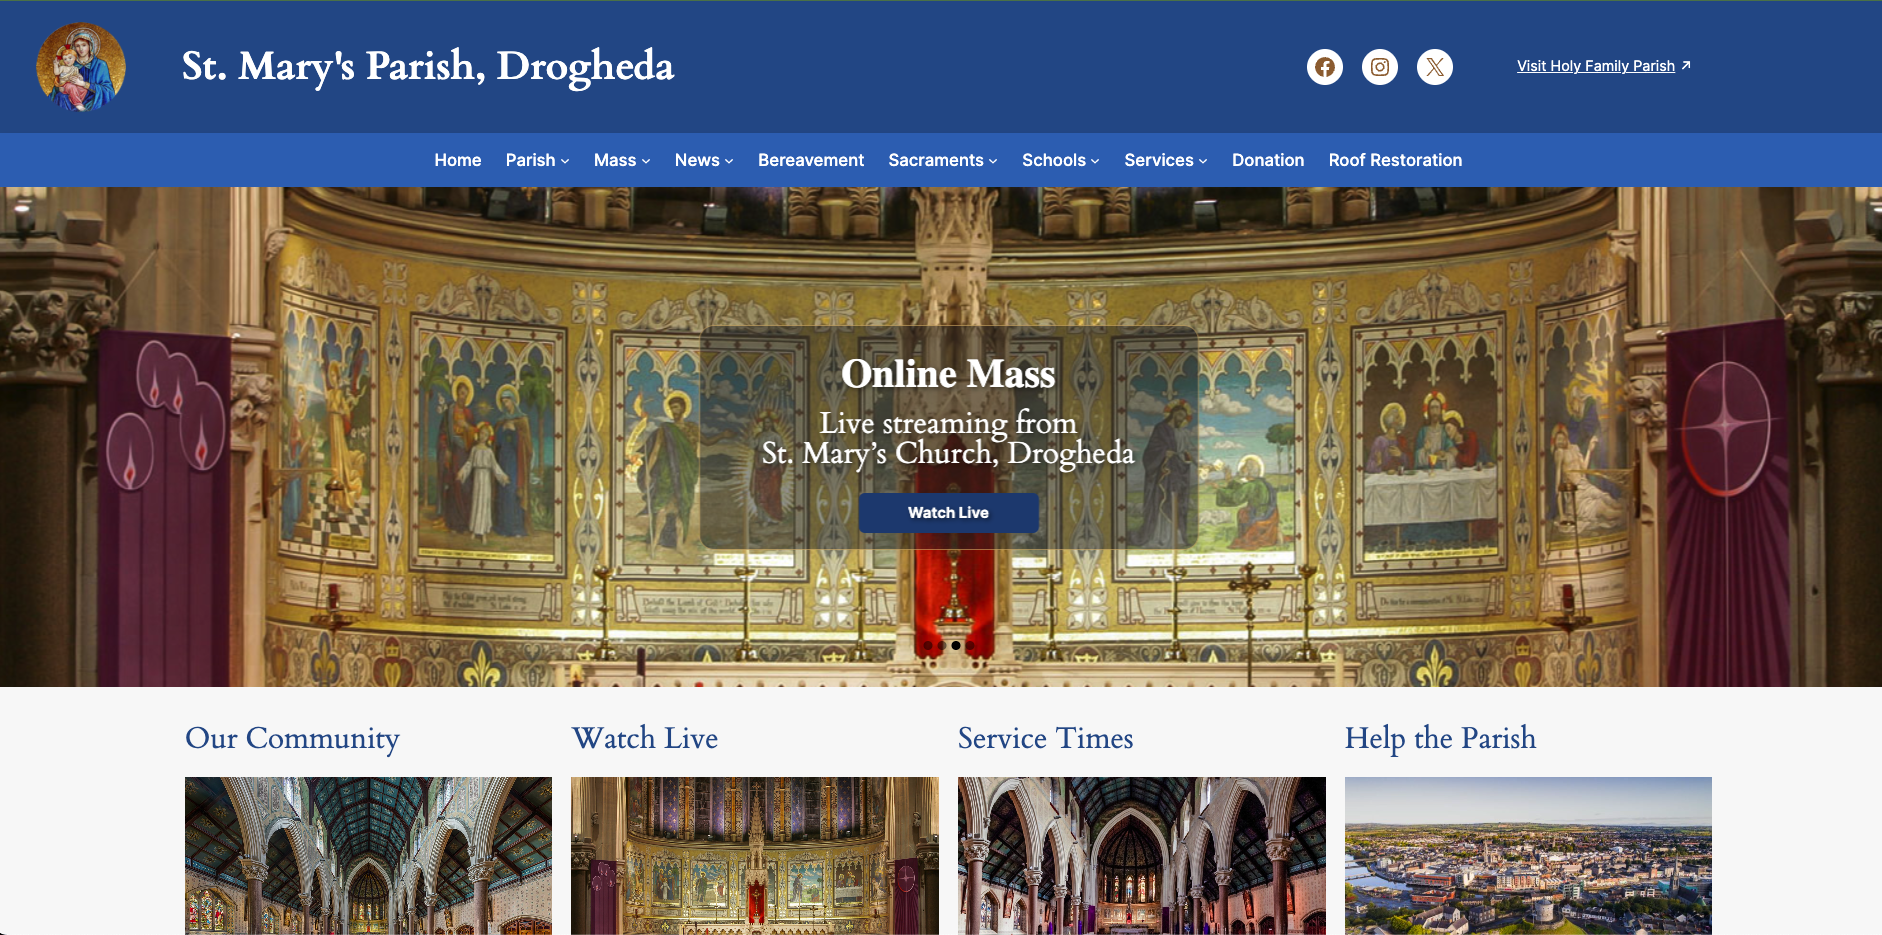 St. Mary's Parish, Drogheda
Visit Holy Family Parish
Home Parish Mass News Bereavement Sacraments Schools Services Donation Roof Restoration
Online Mass
Live streaming from
St. Mary’s Church, Drogheda
Watch Live
Our Community Watch Live Service Times Help the Parish